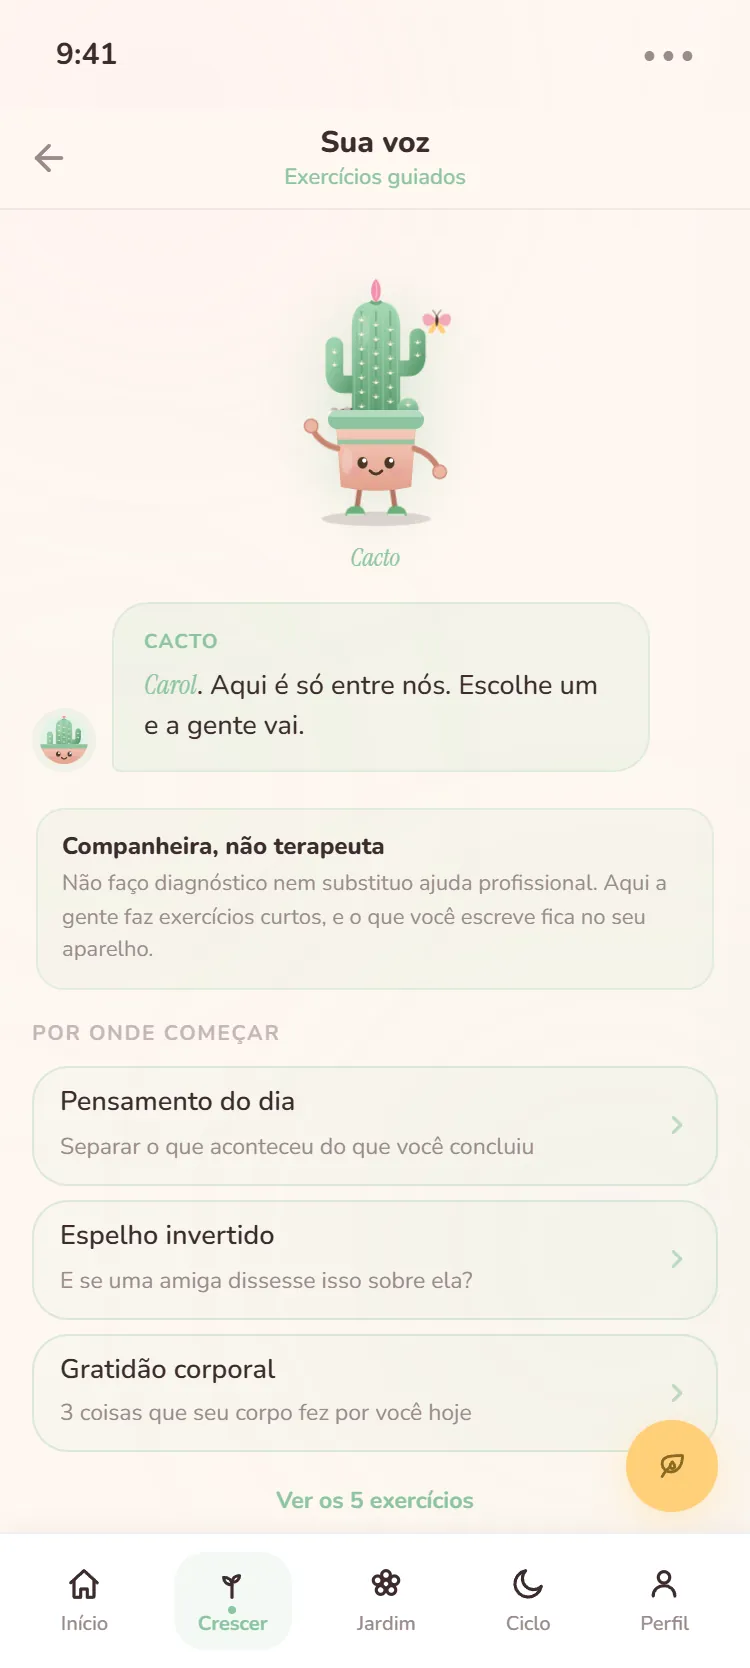 9:41
Sua voz
Exercícios guiados
Cacto
CACTO
Carol. Aqui é só entre nós. Escolhe um
e a gente vai.
Companheira, não terapeuta
Não faço diagnóstico nem substituo ajuda profissional. Aqui a
gente faz exercícios curtos, e o que você escreve fica no seu
aparelho.
POR ONDE COMEÇAR
Pensamento do dia
Separar o que aconteceu do que você concluiu
Espelho invertido
E se uma amiga dissesse isso sobre ela?
Gratidão corporal
3 coisas que seu corpo fez por você hoje
Ver os 5 exercícios
Início
Crescer
Jardim
Ciclo
Perfil